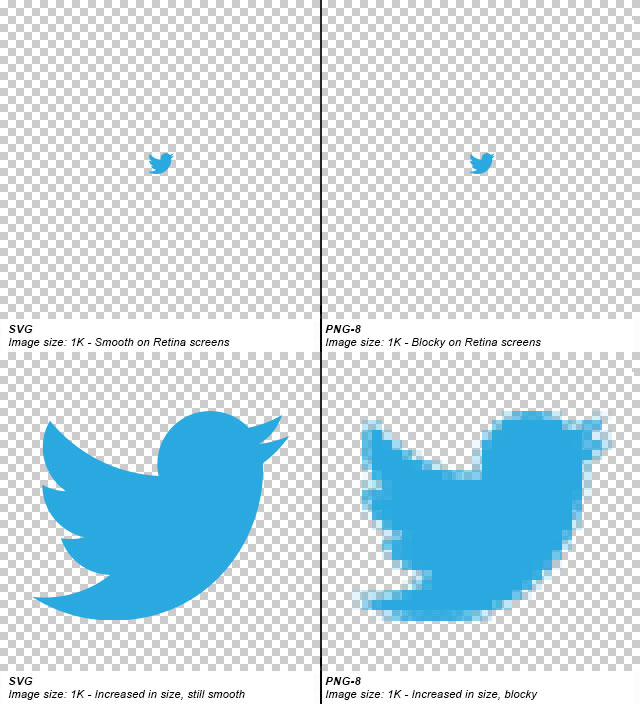 SVG
Image size: 1K - Smooth on Retina screens
PNG-8
Image size: 1K - Blocky on Retina screens
SVG
Image size: 1K - Increased in size, still smooth
PNG-8
Image size: 1K - Increased in size, blocky